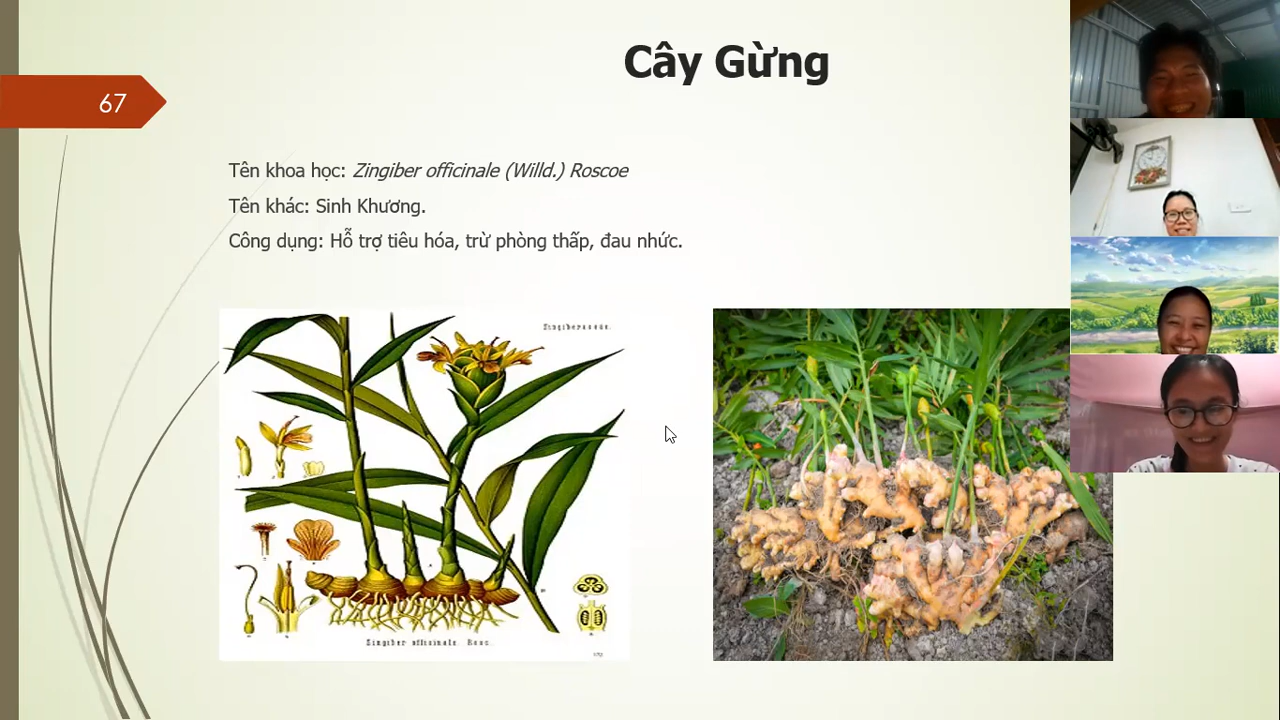 Cây Gừng
67
Tên khoa học: Zingiber officinale (Willd.) Roscoe
Tên khác: Sinh Khương.
Công dụng: Hỗ trợ tiêu hóa, trừ phòng thấp, đau nhức.
Zingiberaceae.
Zingiber officinale. Rosc.